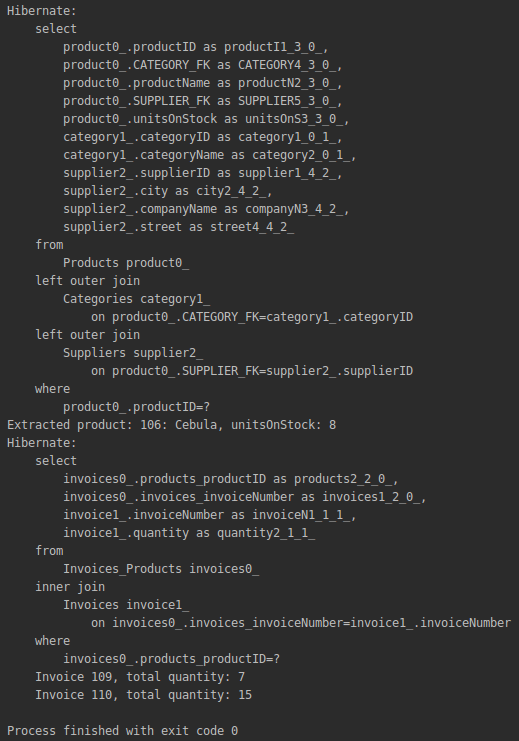 Hibernate:
    select
        product0_.productID as productI1_3_0_,
        product0_.CATEGORY_FK as CATEGORY4_3_0_,
        product0_.productName as productN2_3_0_,
        product0_.SUPPLIER_FK as SUPPLIER5_3_0_,
        product0_.unitsOnStock as unitsOnS3_3_0_,
        category1_.categoryID as category1_0_1_,
        category1_.categoryName as category2_0_1_,
        supplier2_.supplierID as supplier1_4_2_,
        supplier2_.city as city2_4_2_,
        supplier2_.companyName as companyN3_4_2_,
        supplier2_.street as street4_4_2_
    from
        Products product0_
    left outer join
        Categories category1_
            on product0_.CATEGORY_FK=category1_.categoryID
    left outer join
        Suppliers supplier2_
            on product0_.SUPPLIER_FK=supplier2_.supplierID
    where
        product0_.productID=?
Extracted product: 106: Cebula, unitsOnStock: 8
Hibernate:
    select
        invoices0_.products_productID as products2_2_0_,
        invoices0_.invoices_invoiceNumber as invoices1_2_0_,
        invoice1_.invoiceNumber as invoiceN1_1_1_,
        invoice1_.quantity as quantity2_1_1_
    from
        Invoices_Products invoices0_
    inner join
        Invoices invoice1_
            on invoices0_.invoices_invoiceNumber=invoice1_.invoiceNumber
    where
        invoices0_.products_productID=?
    Invoice 109, total quantity: 7
    Invoice 110, total quantity: 15

Process finished with exit code 0